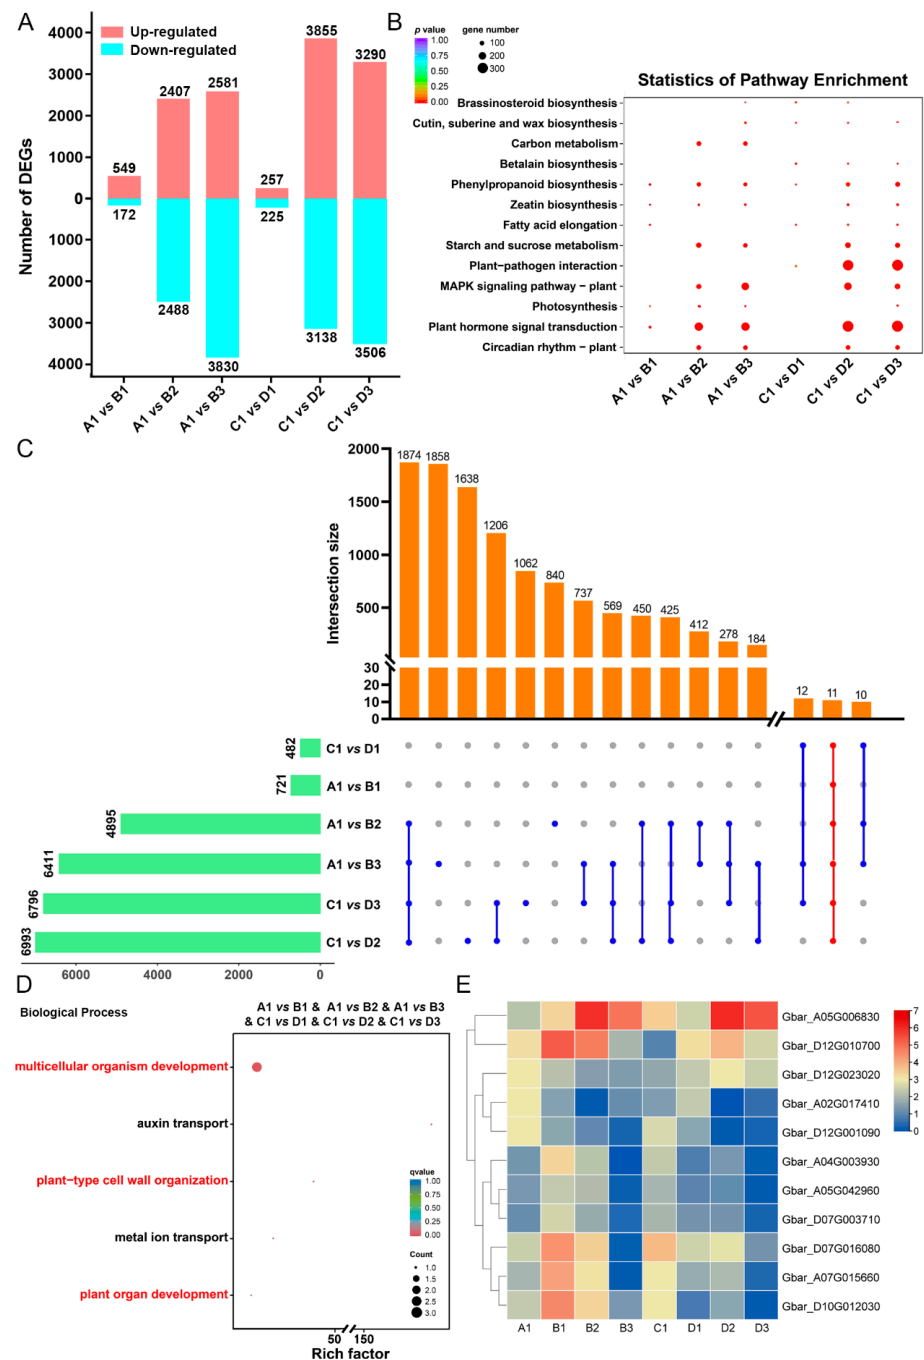 A
Up-regulated
Down-regulated
Number of DEGs
4000
3000
2000
1000
0
1000
2000
3000
4000
549
172
2407
2488
2581
3830
257
225
3855
3138
3290
3506
A1 vs B1
A1 vs B2
A1 vs B3
C1 vs D1
C1 vs D2
C1 vs D3
B
p value
1.00
0.75
0.50
0.25
0.00
gene number
100
200
300
Statistics of Pathway Enrichment
Brassinosteroid biosynthesis
Cutin, suberine and wax biosynthesis
Carbon metabolism
Betalain biosynthesis
Phenylpropanoid biosynthesis
Zeatin biosynthesis
Fatty acid elongation
Starch and sucrose metabolism
Plant−pathogen interaction
MAPK signaling pathway − plant
Photosynthesis
Plant hormone signal transduction
Circadian rhythm − plant
A1 vs B1
A1 vs B2
A1 vs B3
C1 vs D1
C1 vs D2
C1 vs D3
C
Intersection size
2000
1500
1000
500
30
20
10
0
1874
1858
1638
1206
1062
840
737
569
450
425
412
278
184
12
11
10
482
C1 vs D1
721
A1 vs B1
4895
A1 vs B2
6411
A1 vs B3
6796
C1 vs D3
6993
C1 vs D2
6000
4000
2000
0
D
Biological Process
A1 vs B1 & A1 vs B2 & A1 vs B3
& C1 vs D1 & C1 vs D2 & C1 vs D3
multicellular organism development
auxin transport
plant−type cell wall organization
metal ion transport
plant organ development
qvalue
1.00
0.75
0.50
0.25
0.00
Count
1.0
1.5
2.0
2.5
3.0
50
150
Rich factor
E
Gbar_A05G006830
Gbar_D12G010700
Gbar_D12G023020
Gbar_A02G017410
Gbar_D12G001090
Gbar_A04G003930
Gbar_A05G042960
Gbar_D07G003710
Gbar_D07G016080
Gbar_A07G015660
Gbar_D10G012030
A1
B1
B2
B3
C1
D1
D2
D3
7
6
5
4
3
2
1
0